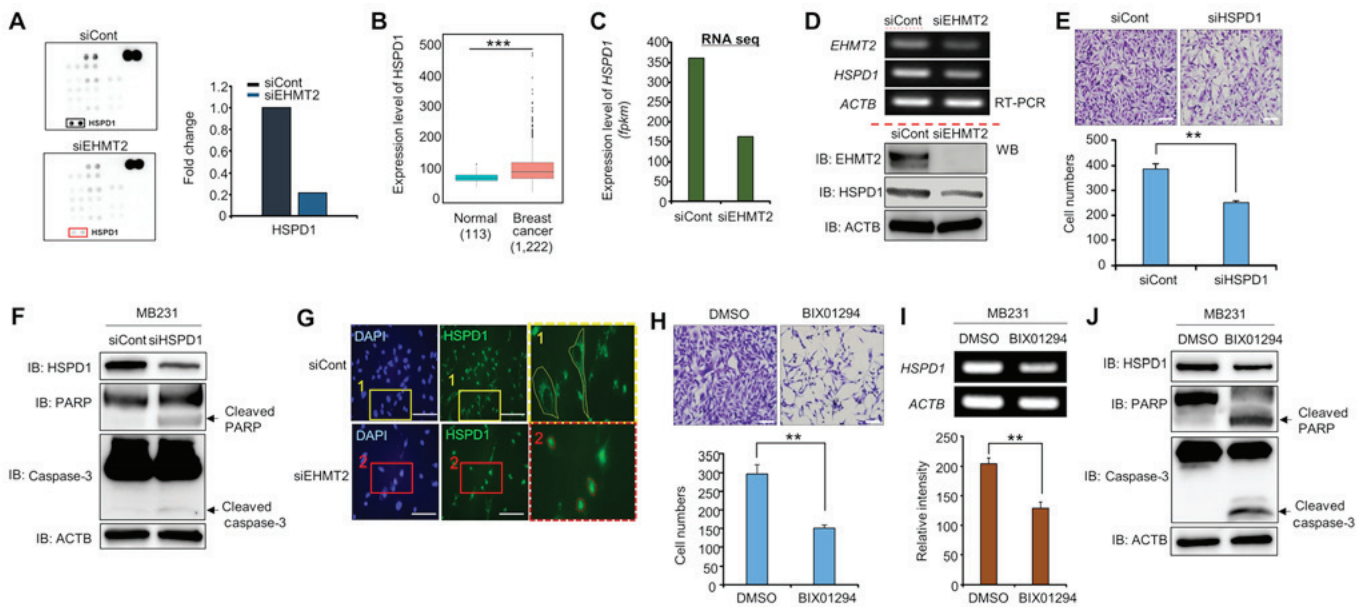 A
siCont
HSPD1
siEHMT2
HSPD1
Fold change
1.2
1.0
0.8
0.6
0.4
0.2
0
siCont
siEHMT2
HSPD1
B
Expression level of HSPD1
500
400
300
200
100
0
***
Normal
(113)
Breast
cancer
(1,222)
C
RNA seq
Expression level of HSPD1
(fpkm)
400
350
300
250
200
150
100
350
0
siCont siEHMT2
D
siCont siEHMT2
EHMT2
HSPD1
ACTB
RT-PCR
siCont siEHMT2
WB
IB: EHMT2
IB: HSPD1
IB: ACTB
E
siCont siHSPD1
Cell numbers
500
400
300
200
100
0
**
siCont siHSPD1
F
MB231
siCont siHSPD1
IB: HSPD1
IB: PARP
Cleaved
PARP
IB: Caspase-3
Cleaved
caspase-3
IB: ACTB
G
siCont
DAPI
HSPD1
1
1
1
siEHMT2
DAPI
HSPD1
2
2
2
H
DMSO BIX01294
Cell numbers
350
300
250
200
150
100
350
0
**
DMSO BIX01294
I
MB231
DMSO BIX01294
HSPD1
ACTB
Relative intensity
250
200
150
100
350
0
**
DMSO BIX01294
J
MB231
DMSO BIX01294
IB: HSPD1
IB: PARP
Cleaved
PARP
IB: Caspase-3
Cleaved
caspase-3
IB: ACTB